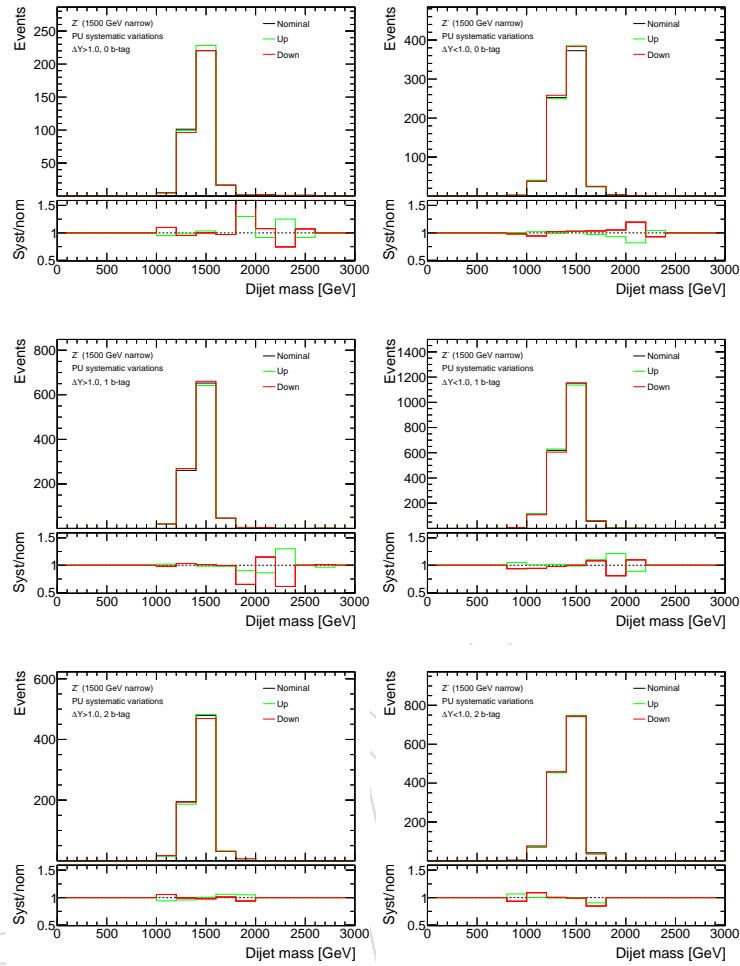 Events
250
200
150
100
50
Z´ (1500 GeV narrow)
PU systematic variations
ΔY>1.0, 0 b-tag
Nominal
Up
Down
Syst/nom
1.5
1
0.5
0 500 1000 1500 2000 2500 3000
Dijet mass [GeV]
Events
400
300
200
100
Z´ (1500 GeV narrow)
PU systematic variations
ΔY<1.0, 0 b-tag
Nominal
Up
Down
Syst/nom
1.5
1
0.5
0 500 1000 1500 2000 2500 3000
Dijet mass [GeV]
Events
800
600
400
200
Z´ (1500 GeV narrow)
PU systematic variations
ΔY>1.0, 1 b-tag
Nominal
Up
Down
Syst/nom
1.5
1
0.5
0 500 1000 1500 2000 2500 3000
Dijet mass [GeV]
Events
1400
1200
1000
800
600
400
200
Z´ (1500 GeV narrow)
PU systematic variations
ΔY<1.0, 1 b-tag
Nominal
Up
Down
Syst/nom
1.5
1
0.5
0 500 1000 1500 2000 2500 3000
Dijet mass [GeV]
Events
600
400
200
Z´ (1500 GeV narrow)
PU systematic variations
ΔY>1.0, 2 b-tag
Nominal
Up
Down
Syst/nom
1.5
1
0.5
0 500 1000 1500 2000 2500 3000
Dijet mass [GeV]
Events
800
600
400
200
Z´ (1500 GeV narrow)
PU systematic variations
ΔY<1.0, 2 b-tag
Nominal
Up
Down
Syst/nom
1.5
1
0.5
0 500 1000 1500 2000 2500 3000
Dijet mass [GeV]